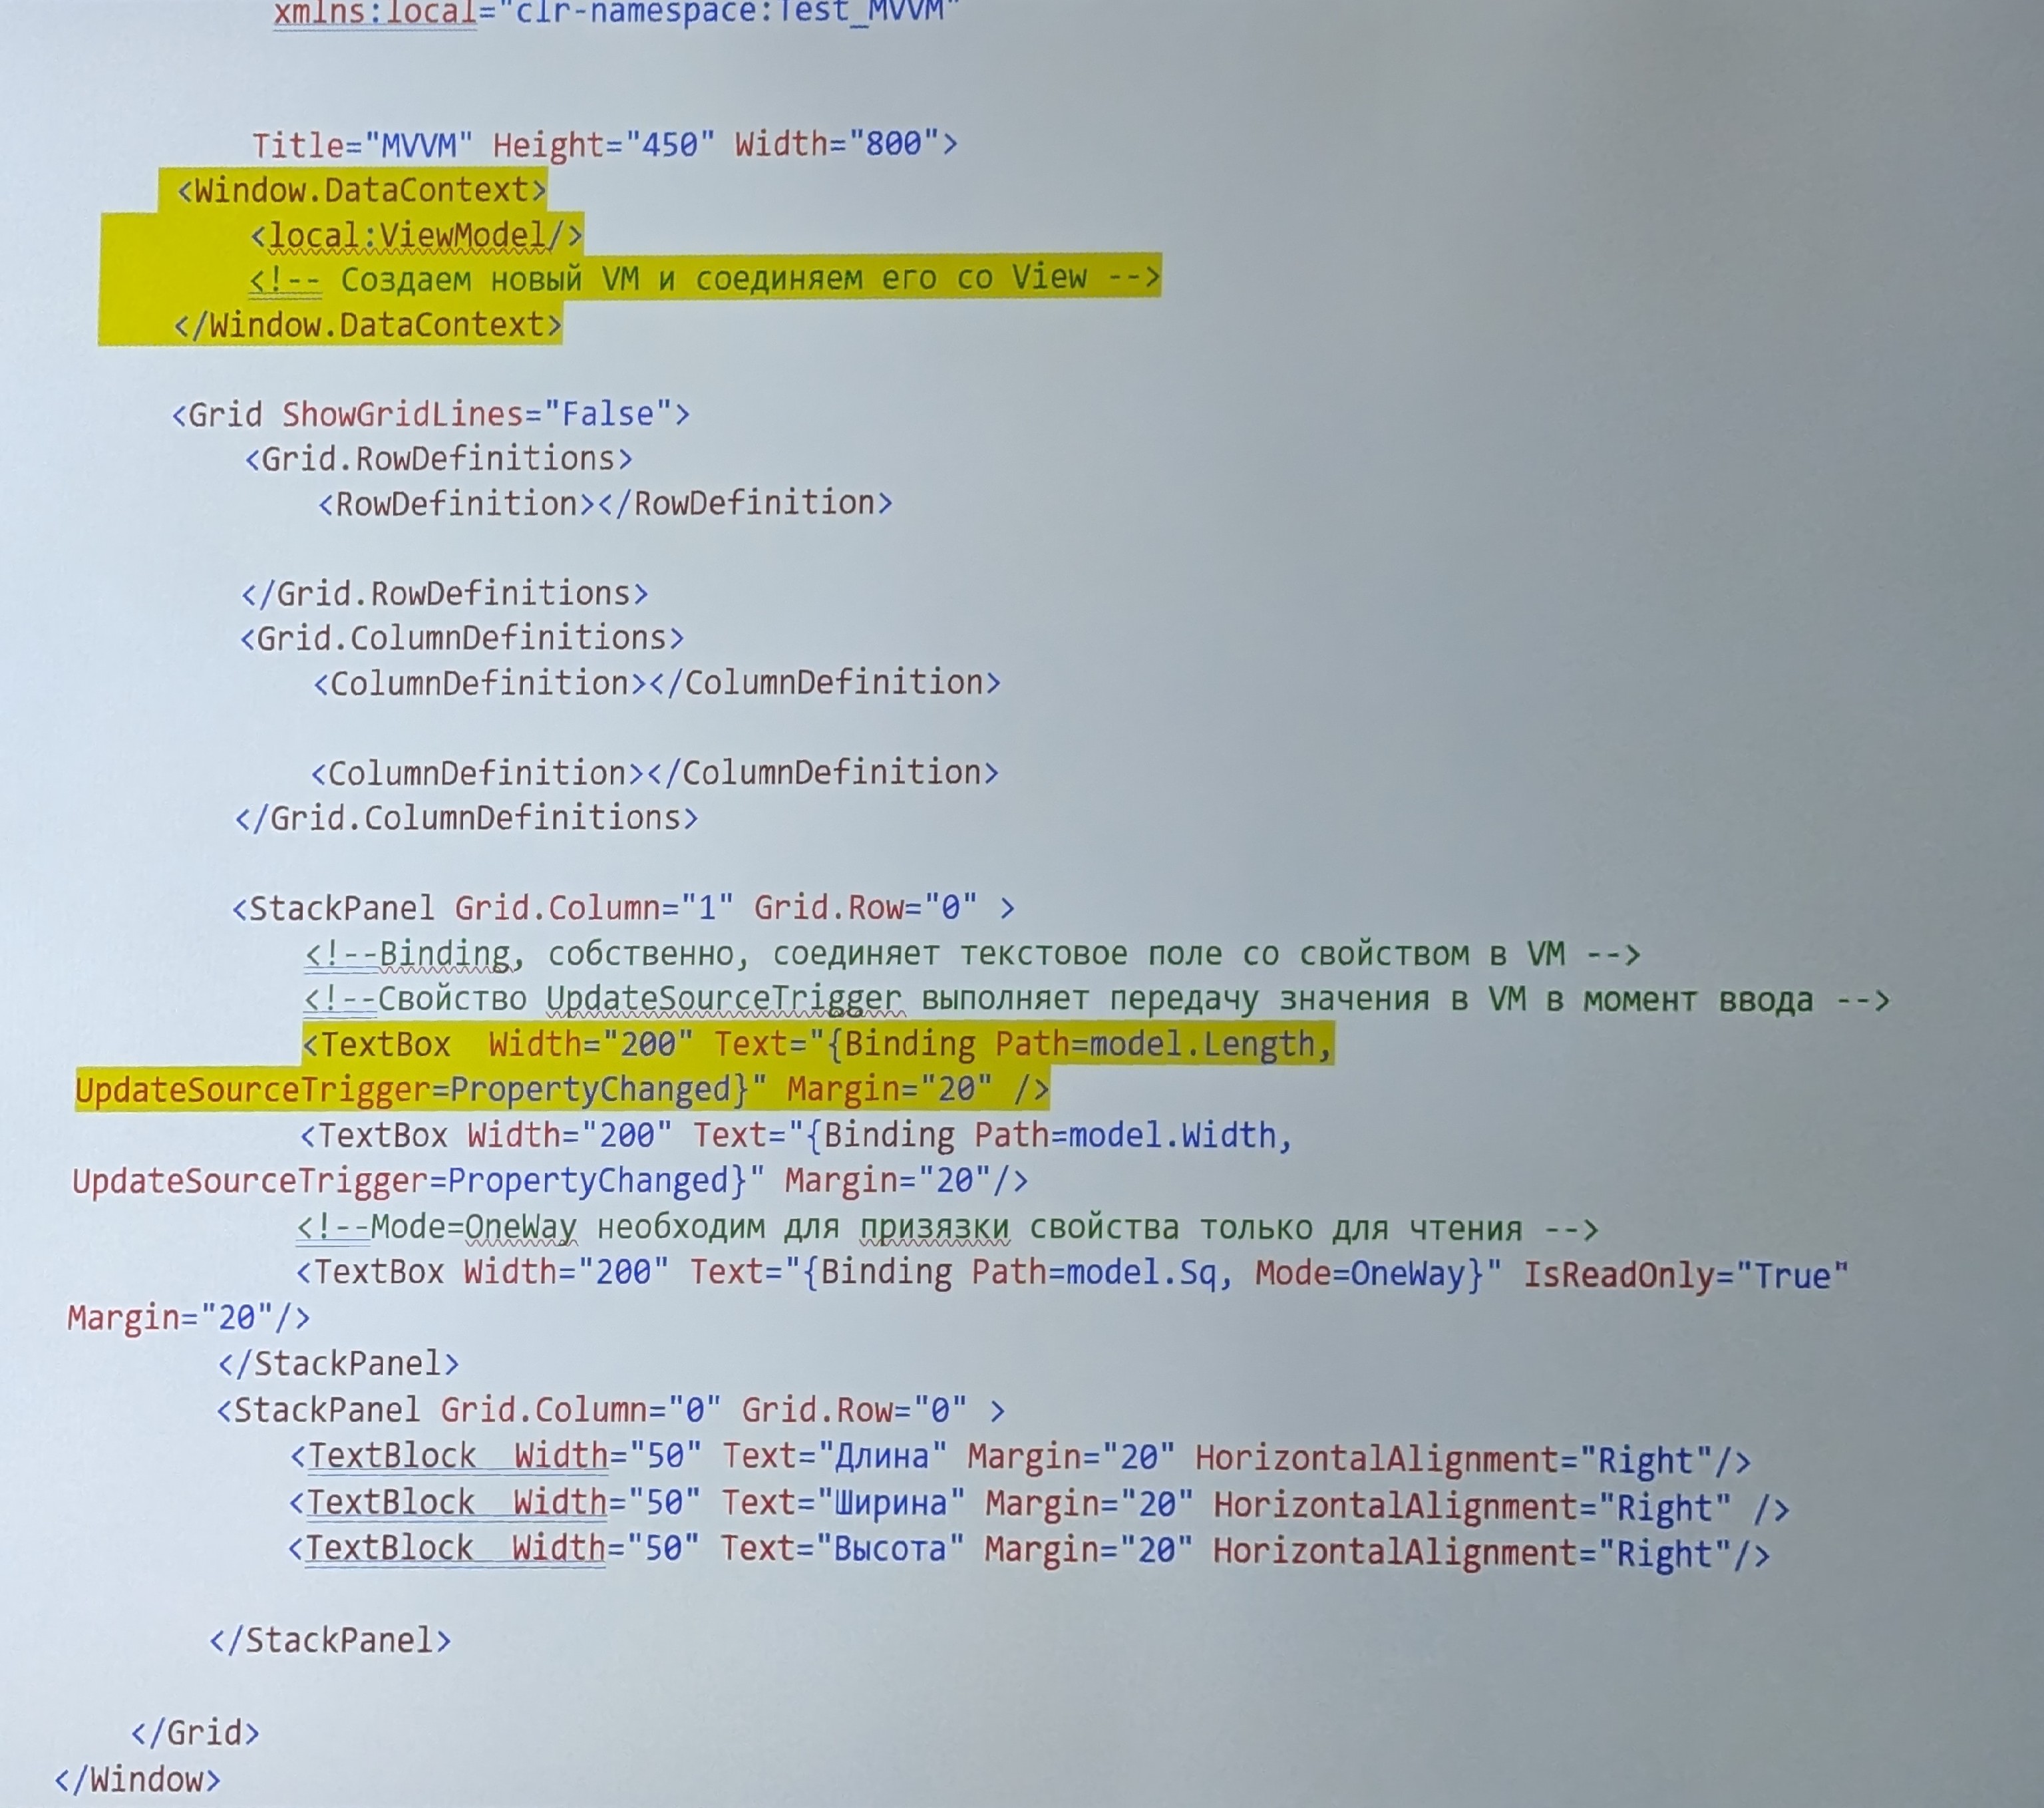 xmlns:local="clr-namespace:Test_MVVM"
Title="MVVM" Height="450" Width="800">
<Window.DataContext>
<local:ViewModel/>
<!-- Создаем новый VM и соединяем его со View -->
</Window.DataContext>
<Grid ShowGridLines="False">
<Grid.RowDefinitions>
<RowDefinition></RowDefinition>
</Grid.RowDefinitions>
<Grid.ColumnDefinitions>
<ColumnDefinition></ColumnDefinition>
<ColumnDefinition></ColumnDefinition>
</Grid.ColumnDefinitions>
<StackPanel Grid.Column="1" Grid.Row="0" >
<!--Binding, собственно, соединяет текстовое поле со свойством в VM -->
<!--Свойство UpdateSourceTrigger выполняет передачу значения в VM в момент ввода -->
<TextBox  Width="200" Text="{Binding Path=model.Length,
UpdateSourceTrigger=PropertyChanged}" Margin="20" />
<TextBox Width="200" Text="{Binding Path=model.Width,
UpdateSourceTrigger=PropertyChanged}" Margin="20"/>
<!--Mode=OneWay необходим для призязки свойства только для чтения -->
<TextBox Width="200" Text="{Binding Path=model.Sq, Mode=OneWay}" IsReadOnly="True"
Margin="20"/>
</StackPanel>
<StackPanel Grid.Column="0" Grid.Row="0" >
<TextBlock  Width="50" Text="Длина" Margin="20" HorizontalAlignment="Right"/>
<TextBlock  Width="50" Text="Ширина" Margin="20" HorizontalAlignment="Right" />
<TextBlock  Width="50" Text="Высота" Margin="20" HorizontalAlignment="Right"/>
</StackPanel>
</Grid>
</Window>